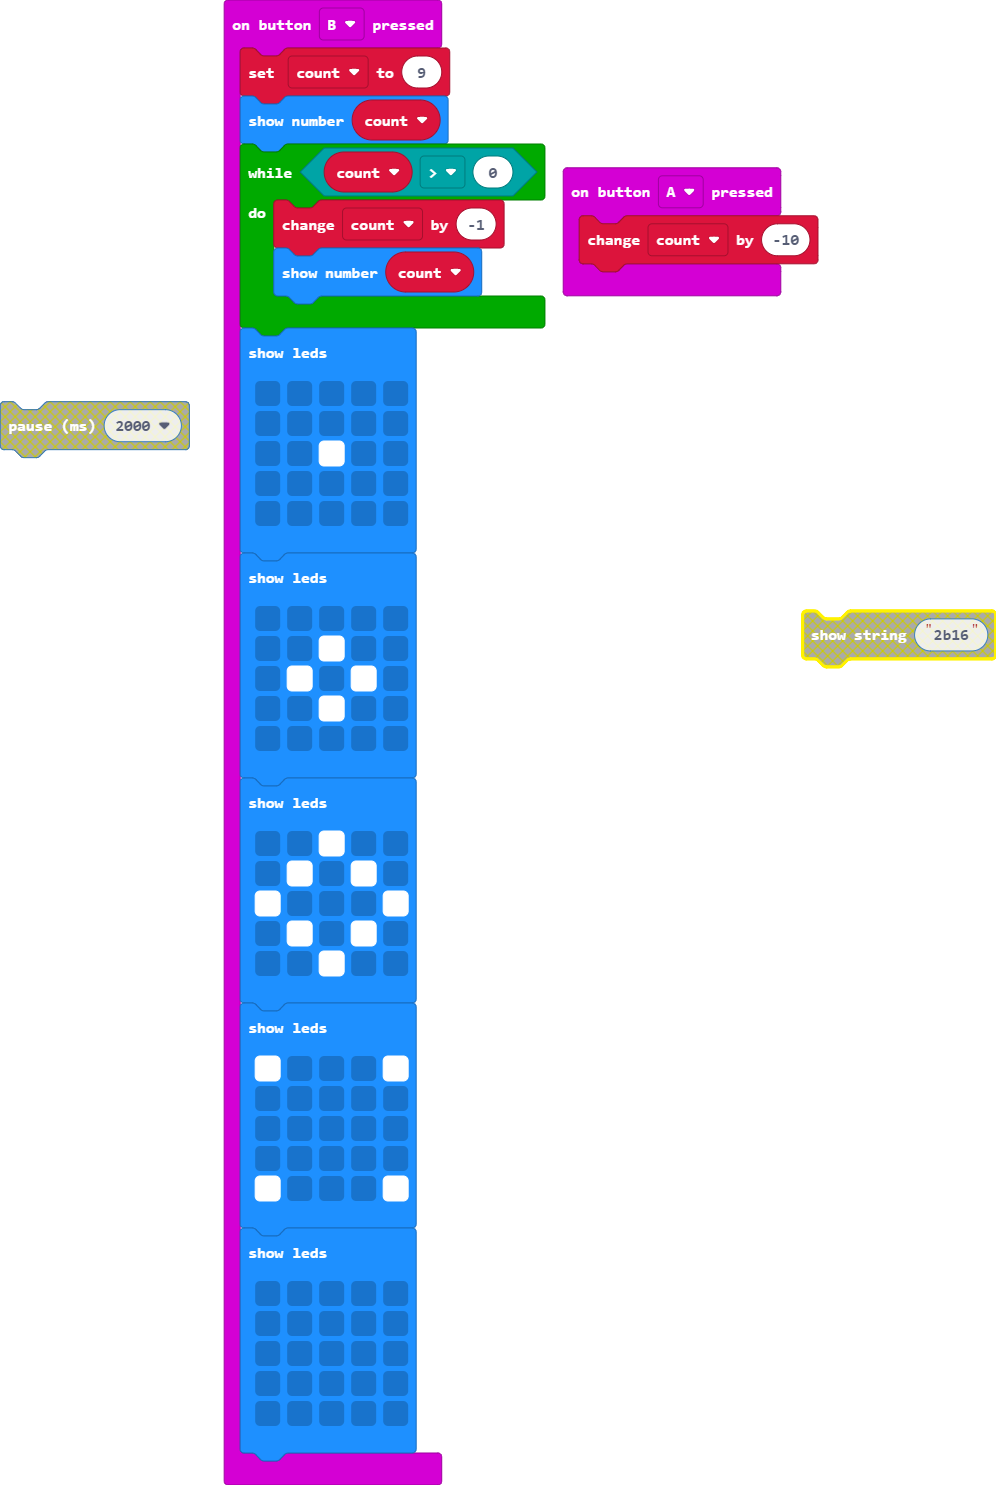 on button B pressed
set count to 9
show number count
while count > 0
do
change count by -1
show number count
on button A pressed
change count by -10
show leds
pause (ms) 2000
show leds
show string "2b16"
show leds
show leds
show leds